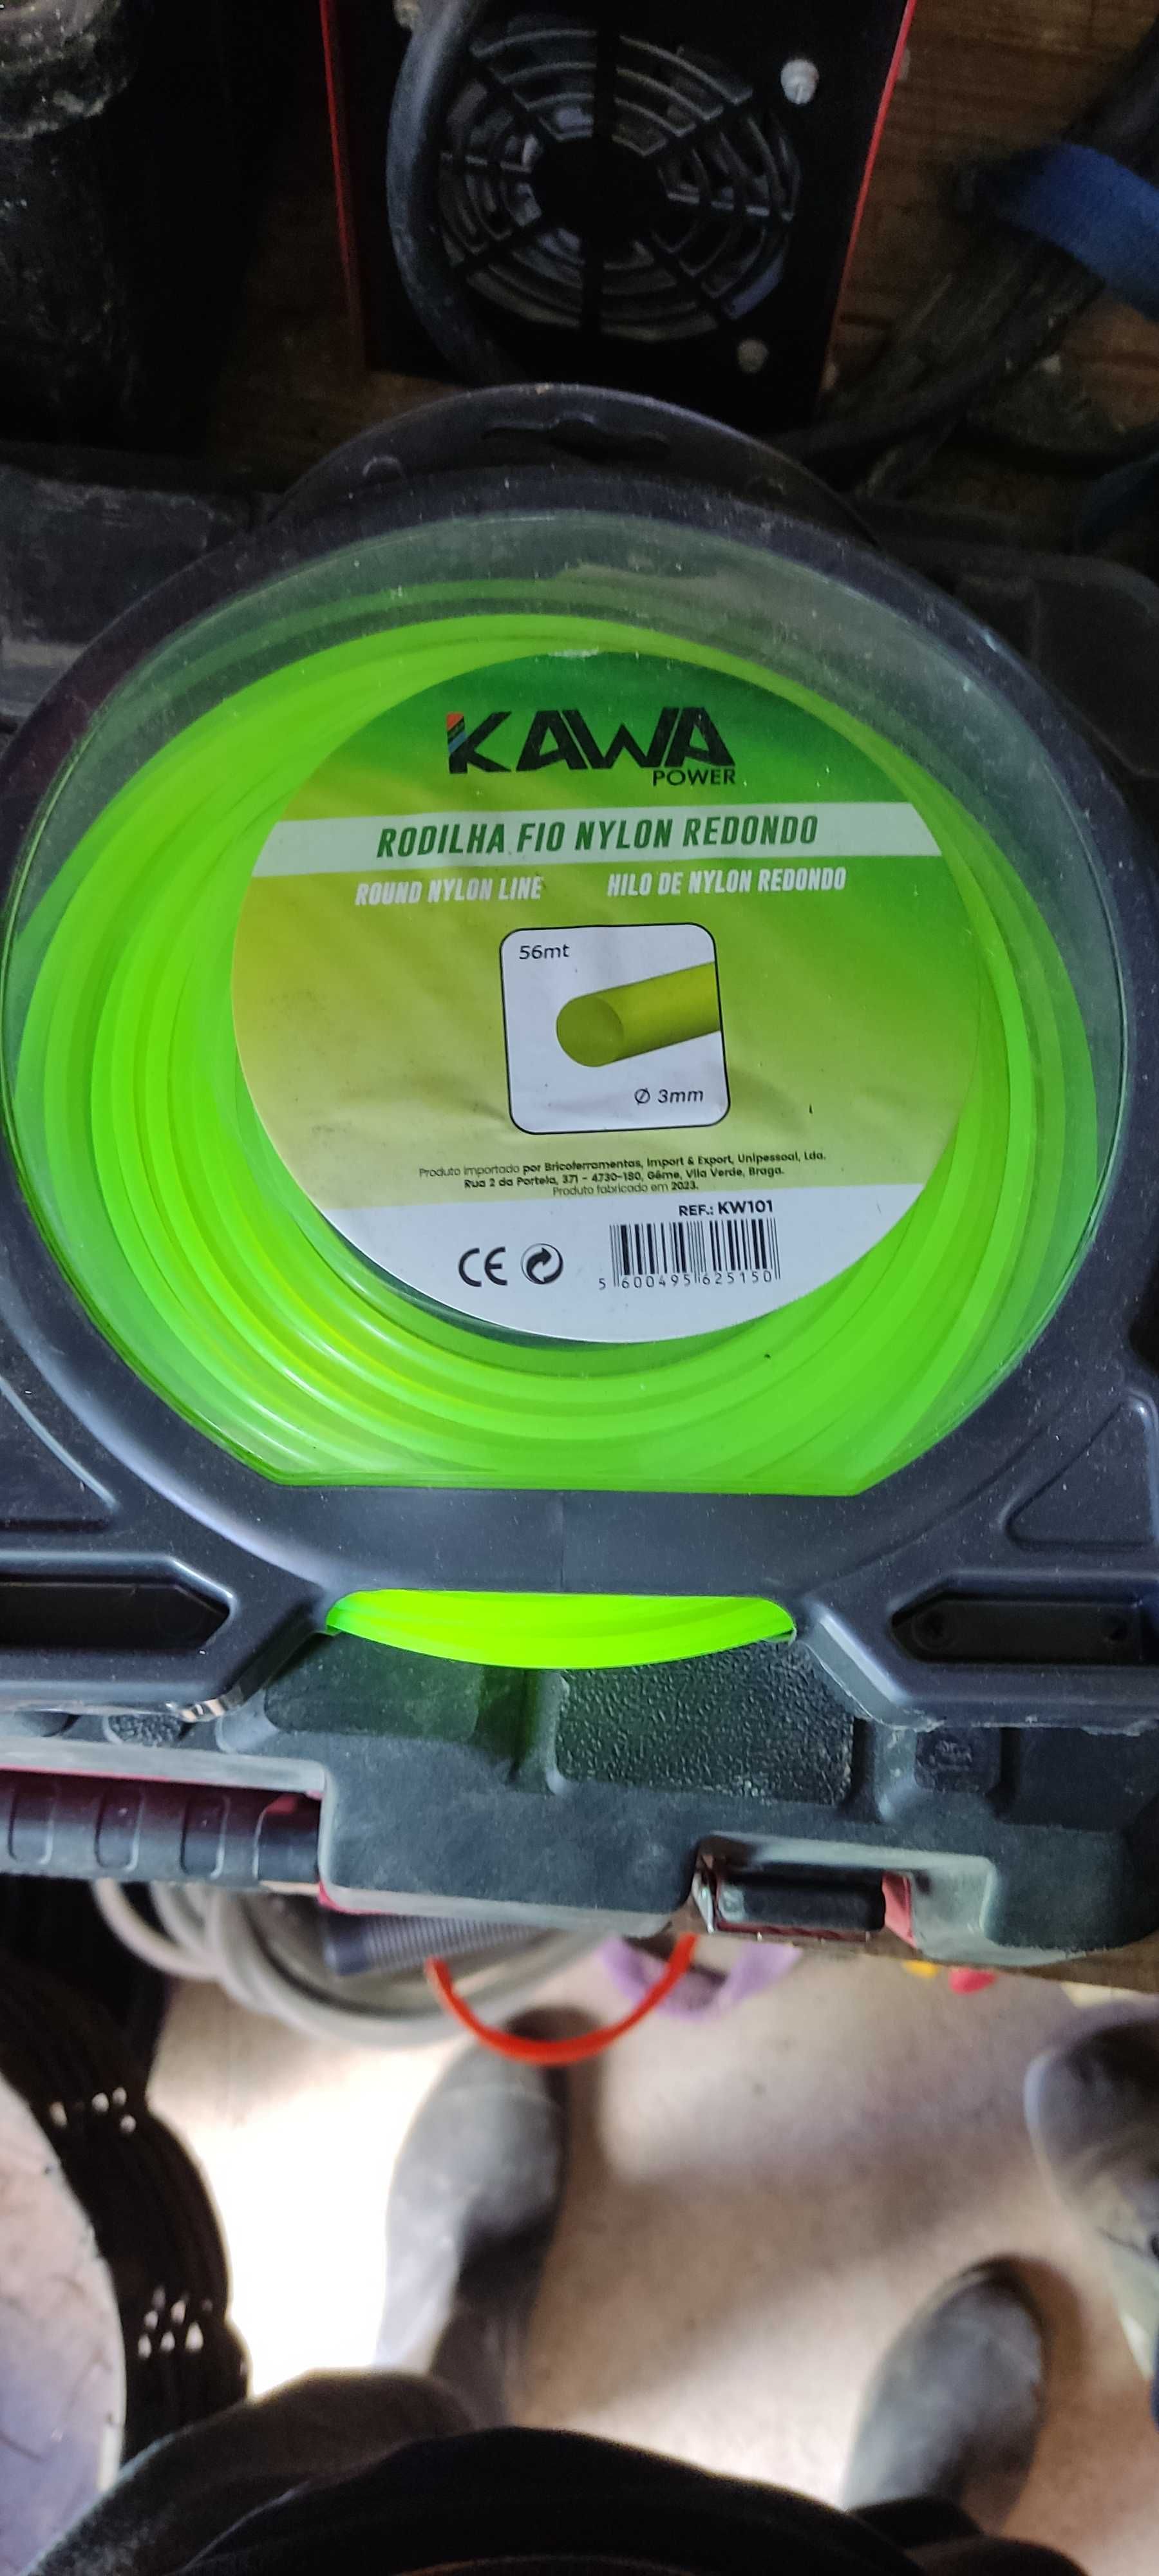 KAWA
POWER
RODILHA FIO NYLON REDONDO
ROUND NYLON LINE HILO DE NYLON REDONDO
56mt
Ø 3mm
Produto importado por Bricoferramentas, Import & Export, Unipessoal, Lda.
Rua 2 da Portela, 371 - 4730-180, Gême, Vila Verde, Braga.
Produto fabricado em 2023.
REF.: KW101
CE
5 600495 625150